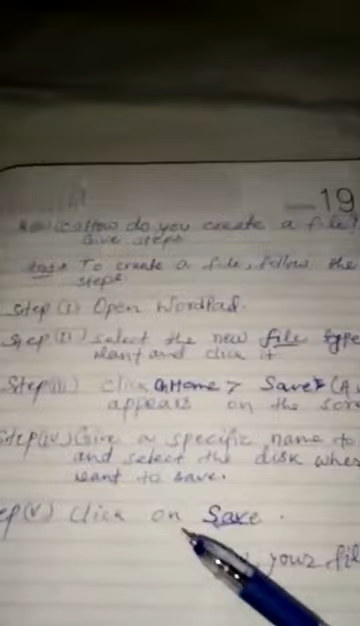 19
How do you create a file?
Give steps
To create a file, follow the
steps.
Step (I) Open WordPad.
Step (II) select the new file type
want and click it
Step (III) Click Home > Save > (A
appears on the
Step (IV) Give a specific name to
and select the disk where
want to save.
ep (V) Click on Save.
your fil